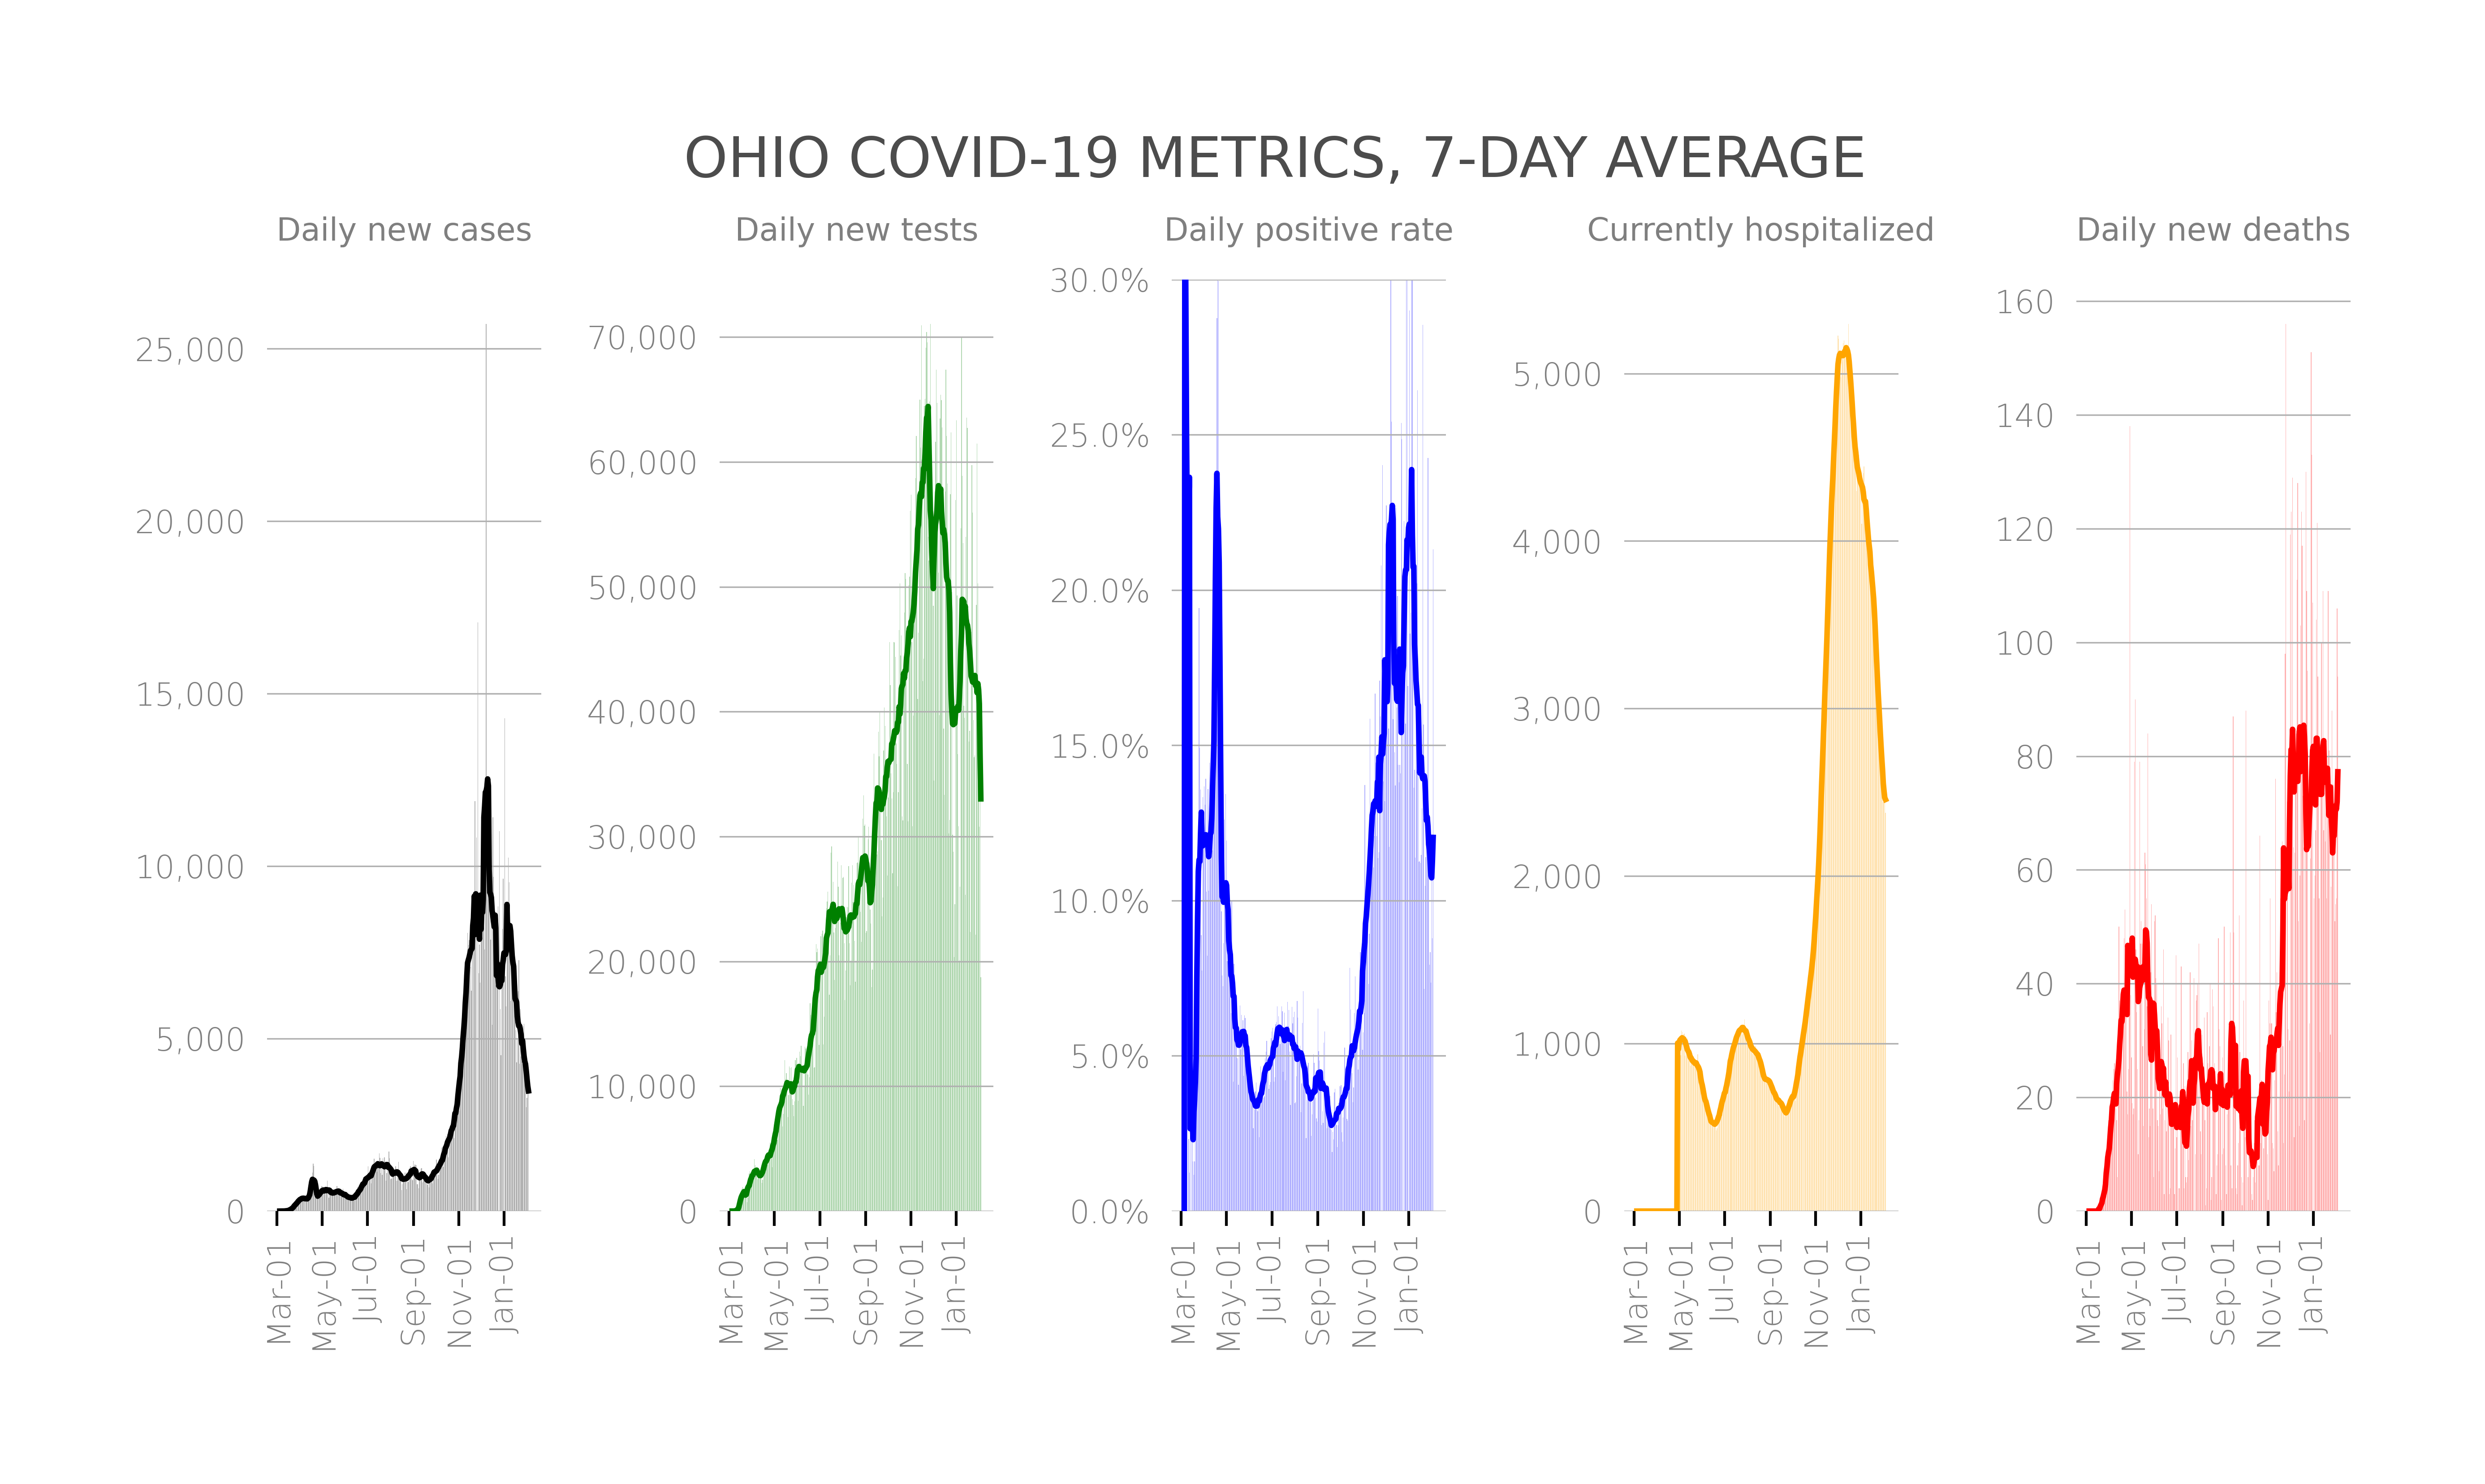 OHIO COVID-19 METRICS, 7-DAY AVERAGE
Daily new cases
25,000
20,000
15,000
10,000
5,000
0
Mar-01
May-01
Jul-01
Sep-01
Nov-01
Jan-01
Daily new tests
70,000
60,000
50,000
40,000
30,000
20,000
10,000
0
Mar-01
May-01
Jul-01
Sep-01
Nov-01
Jan-01
Daily positive rate
30.0%
25.0%
20.0%
15.0%
10.0%
5.0%
0.0%
Mar-01
May-01
Jul-01
Sep-01
Nov-01
Jan-01
Currently hospitalized
5,000
4,000
3,000
2,000
1,000
0
Mar-01
May-01
Jul-01
Sep-01
Nov-01
Jan-01
Daily new deaths
160
140
120
100
80
60
40
20
0
Mar-01
May-01
Jul-01
Sep-01
Nov-01
Jan-01